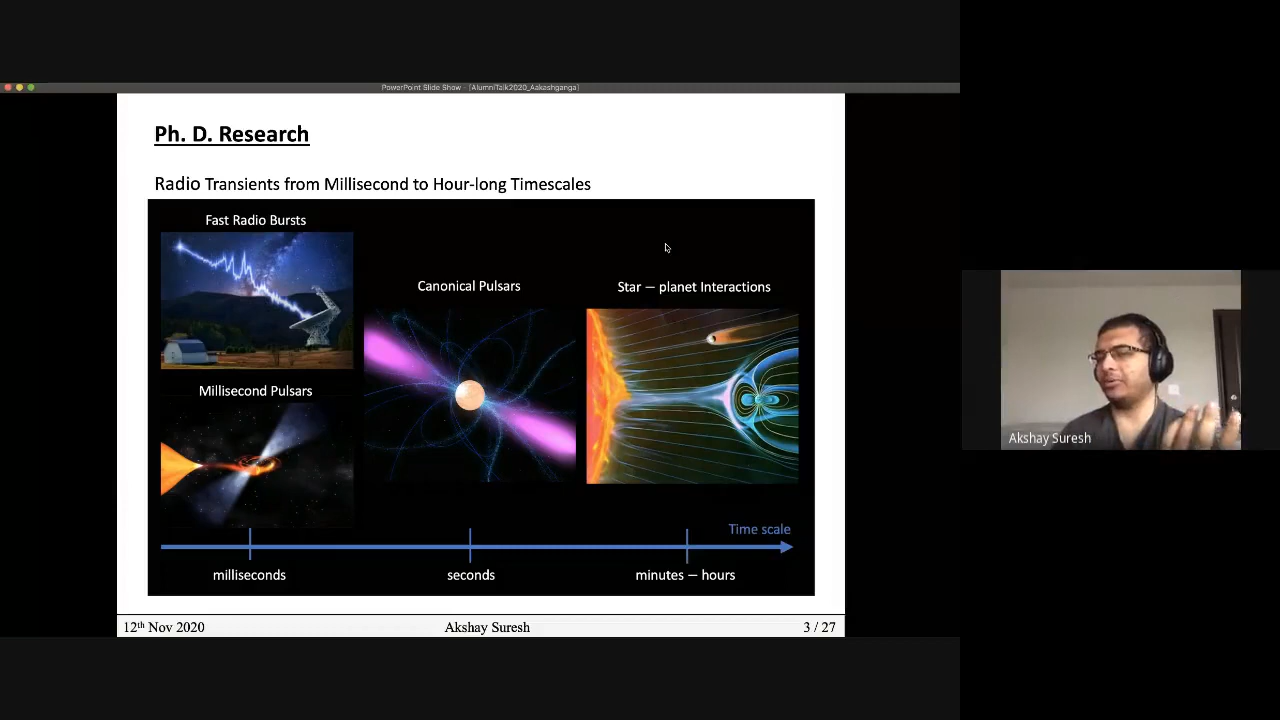 PowerPoint Slide Show - [AlumniTalk2020_Aakashganga]
Ph. D. Research
Radio Transients from Millisecond to Hour-long Timescales
Fast Radio Bursts
Canonical Pulsars
Star – planet Interactions
Millisecond Pulsars
Time scale
milliseconds
seconds
minutes – hours
12th Nov 2020
Akshay Suresh
3 / 27
Akshay Suresh